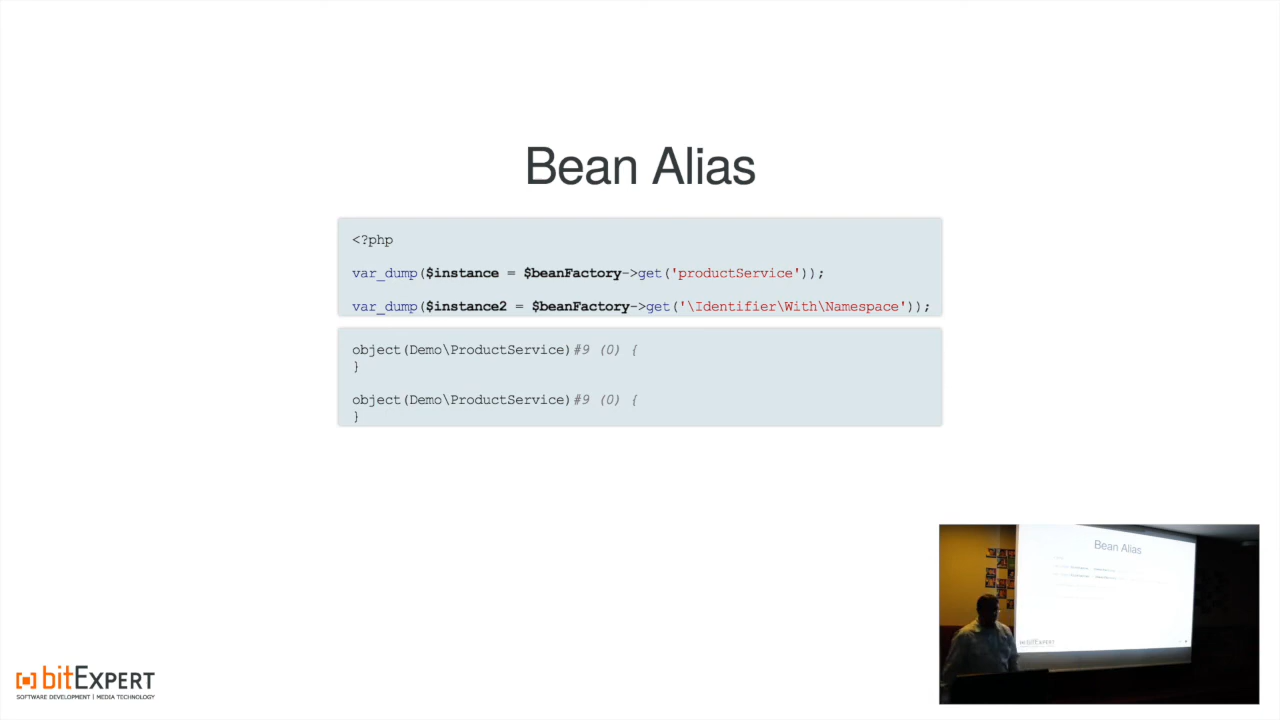 Bean Alias
<?php
var_dump($instance = $beanFactory->get('productService'));
var_dump($instance2 = $beanFactory->get('\Identifier\With\Namespace'));
object(Demo\ProductService)#9 (0) {
}
object(Demo\ProductService)#9 (0) {
}
bitExpert
SOFTWARE DEVELOPMENT | MEDIA TECHNOLOGY
Bean Alias
bitExpert